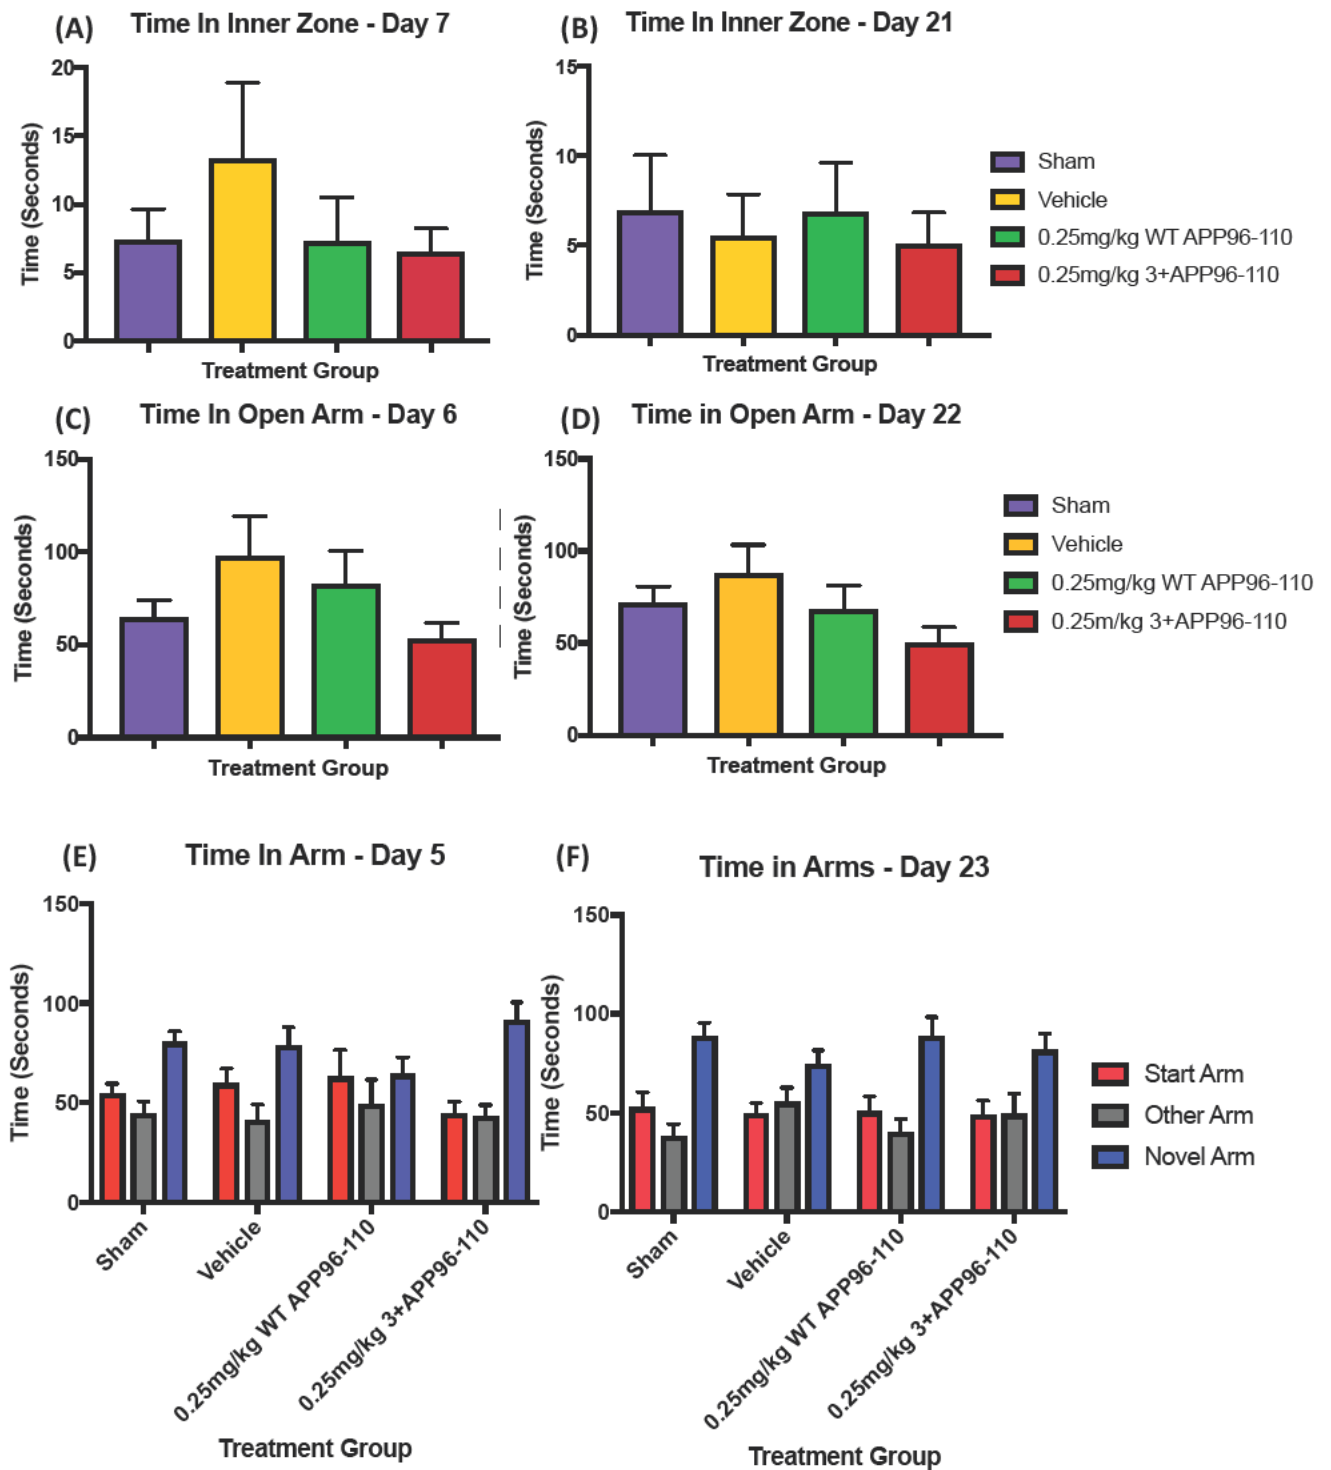 (A) Time In Inner Zone - Day 7
20
15
10
5
0
Time (Seconds)
Treatment Group
(B) Time In Inner Zone - Day 21
15
10
5
0
Time (Seconds)
Treatment Group
Sham
Vehicle
0.25mg/kg WT APP96-110
0.25mg/kg 3+APP96-110
(C) Time In Open Arm - Day 6
150
100
50
0
Time (Seconds)
Treatment Group
(D) Time in Open Arm - Day 22
150
100
50
0
Time (Seconds)
Treatment Group
Sham
Vehicle
0.25mg/kg WT APP96-110
0.25m/kg 3+APP96-110
(E) Time In Arm - Day 5
150
100
50
0
Time (Seconds)
Sham
Vehicle
0.25mg/kg WT APP96-110
0.25mg/kg 3+APP96-110
Treatment Group
(F) Time in Arms - Day 23
150
100
50
0
Time (Seconds)
Sham
Vehicle
0.25mg/kg WT APP96-110
0.25mg/kg 3+APP96-110
Treatment Group
Start Arm
Other Arm
Novel Arm